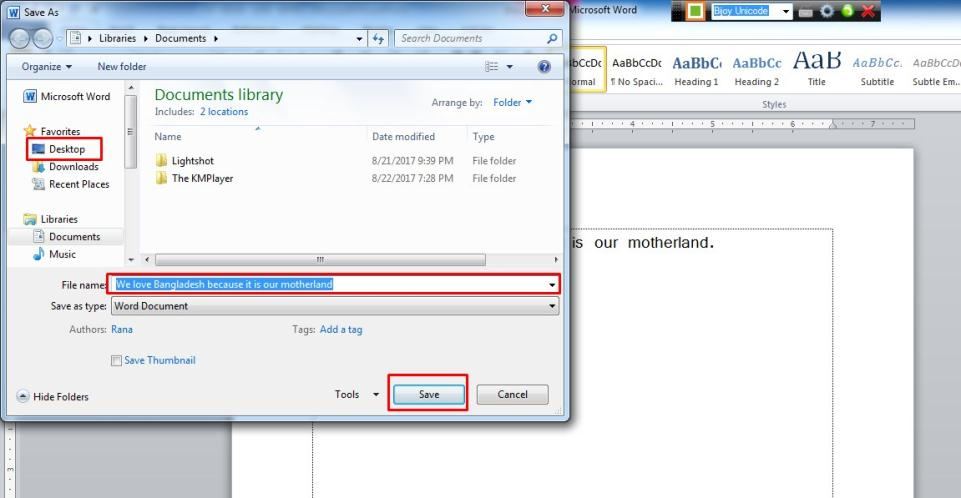 Save As
Microsoft Word
Bijoy Unicode
Libraries ▸ Documents ▸
Search Documents
Organize
New folder
Microsoft Word
Favorites
Desktop
Downloads
Recent Places
Libraries
Documents
Music
Documents library
Includes: 2 locations
Arrange by: Folder
Name Date modified Type
Lightshot 8/21/2017 9:39 PM File folder
The KMPlayer 8/22/2017 7:28 PM File folder
File name: We love Bangladesh because it is our motherland
Save as type: Word Document
Authors: Rana
Tags: Add a tag
Save Thumbnail
Hide Folders
Tools
Save
Cancel
AaBbCcDc AaBbC AaBbCc AaB AaBbCc. AaBbCcD
ormal ¶ No Spaci... Heading 1 Heading 2 Title Subtitle Subtle Em...
Styles
4 5 6 7
is our motherland.
3